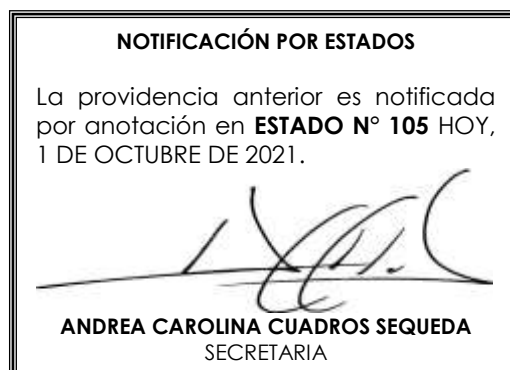 NOTIFICACIÓN POR ESTADOS
La providencia anterior es notificada
por anotación en ESTADO N° 105 HOY,
1 DE OCTUBRE DE 2021.
ANDREA CAROLINA CUADROS SEQUEDA
SECRETARIA